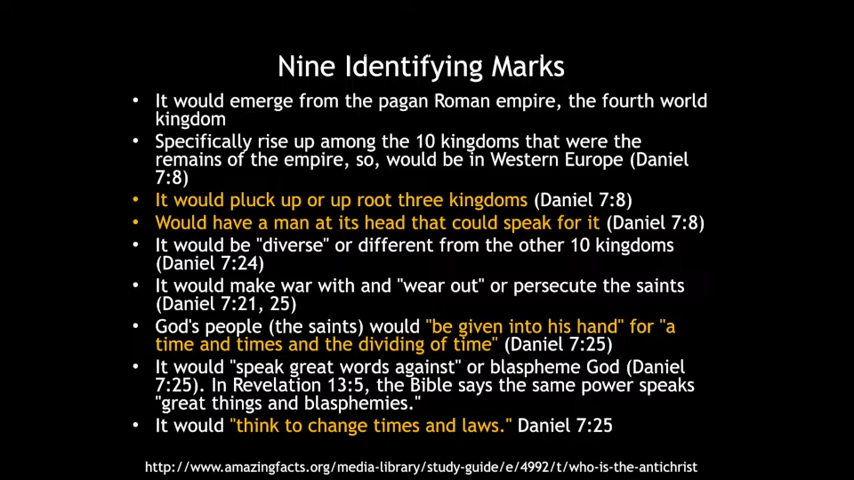 Nine Identifying Marks
• It would emerge from the pagan Roman empire, the fourth world
kingdom
• Specifically rise up among the 10 kingdoms that were the
remains of the empire, so, would be in Western Europe (Daniel
7:8)
• It would pluck up or up root three kingdoms (Daniel 7:8)
• Would have a man at its head that could speak for it (Daniel 7:8)
• It would be "diverse" or different from the other 10 kingdoms
(Daniel 7:24)
• It would make war with and "wear out" or persecute the saints
(Daniel 7:21, 25)
• God's people (the saints) would "be given into his hand" for "a
time and times and the dividing of time" (Daniel 7:25)
• It would "speak great words against" or blaspheme God (Daniel
7:25). In Revelation 13:5, the Bible says the same power speaks
"great things and blasphemies."
• It would "think to change times and laws." Daniel 7:25
http://www.amazingfacts.org/media-library/study-guide/e/4992/t/who-is-the-antichrist